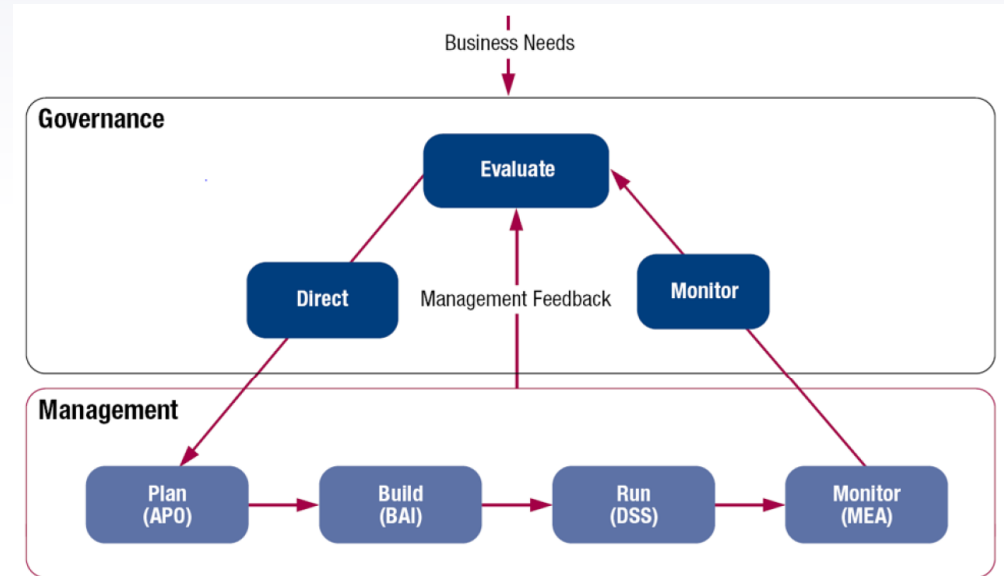 Business Needs
Governance
Evaluate
Direct
Management Feedback
Monitor
Management
Plan
(APO)
Build
(BAI)
Run
(DSS)
Monitor
(MEA)